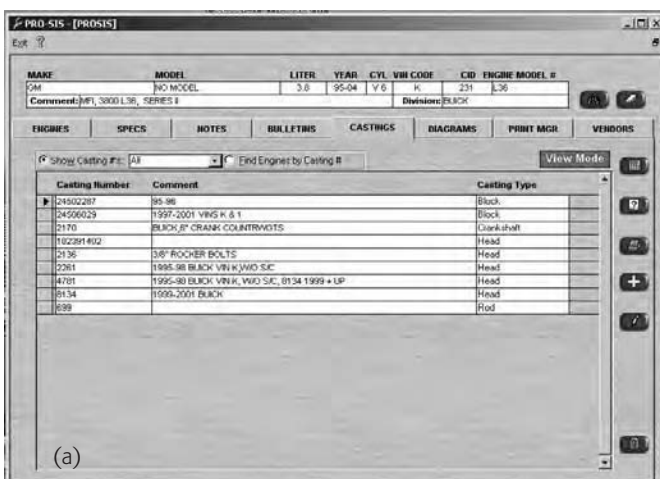 PRO-SIS - [PROSIS]
Exit ?
MAKE MODEL LITER YEAR CYL VIN CODE CID ENGINE MODEL #
GM NO MODEL 3.8 95-04 V 6 K 231 L36
Comment: MFI, 3800 L36, SERIES II Division: BUICK
ENGINES SPECS NOTES BULLETINS CASTINGS DIAGRAMS PRINT MGR VENDORS
Show Casting #'s: All Find Engines by Casting # View Mode
Casting Number Comment Casting Type
24502287 95-96 Block
24506029 1997-2001 VINS K & 1 Block
2170 BUICK,8" CRANK COUNTRWOTS Crankshaft
102391402 Head
2136 3/8" ROCKER BOLTS Head
2261 1995-98 BUICK VIN K,W/O S/C Head
4781 1995-98 BUICK VIN K, W/O S/C, 8134 1999 + UP Head
8134 1999-2001 BUICK Head
699 Rod
(a)